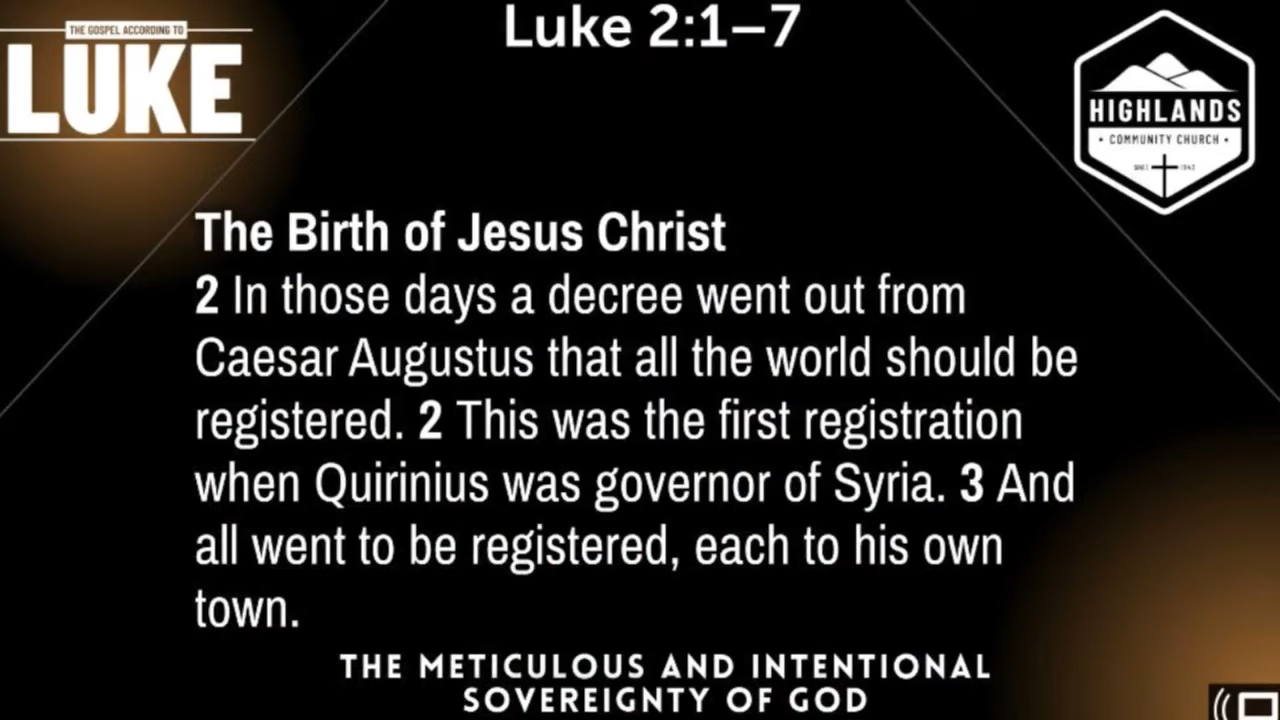 THE GOSPEL ACCORDING TO
LUKE
Luke 2:1–7
HIGHLANDS
• COMMUNITY CHURCH •
The Birth of Jesus Christ
2 In those days a decree went out from
Caesar Augustus that all the world should be
registered. 2 This was the first registration
when Quirinius was governor of Syria. 3 And
all went to be registered, each to his own
town.
THE METICULOUS AND INTENTIONAL
SOVEREIGNTY OF GOD